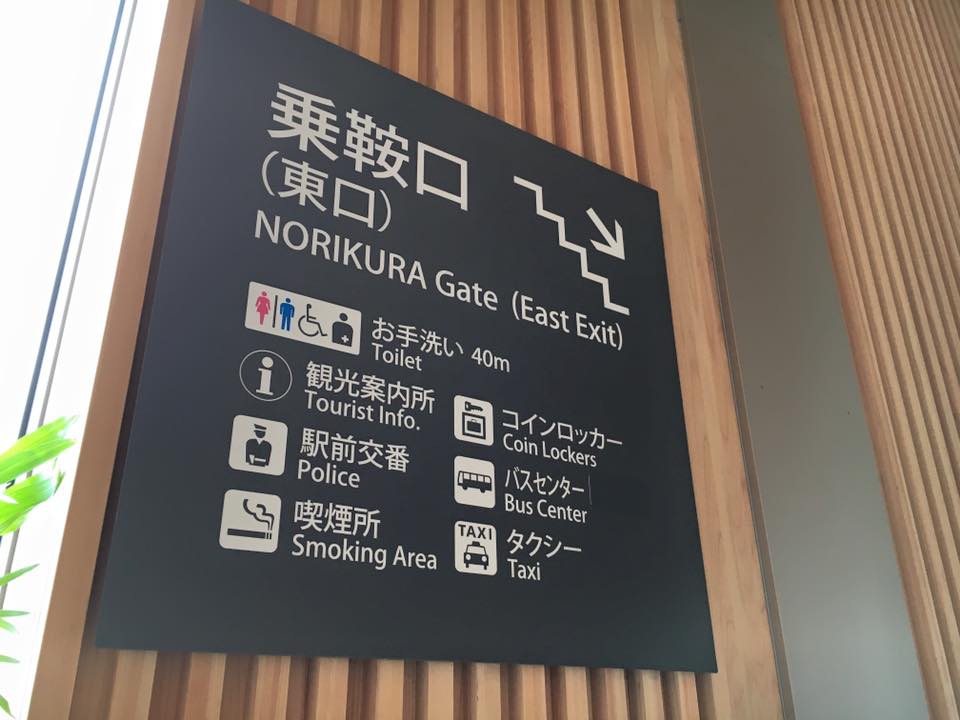 乗鞍口
（東口）
NORIKURA Gate (East Exit)
お手洗い 40m
Toilet
観光案内所
Tourist Info.
駅前交番
Police
喫煙所
Smoking Area
コインロッカー
Coin Lockers
バスセンター
Bus Center
TAXI
タクシー
Taxi